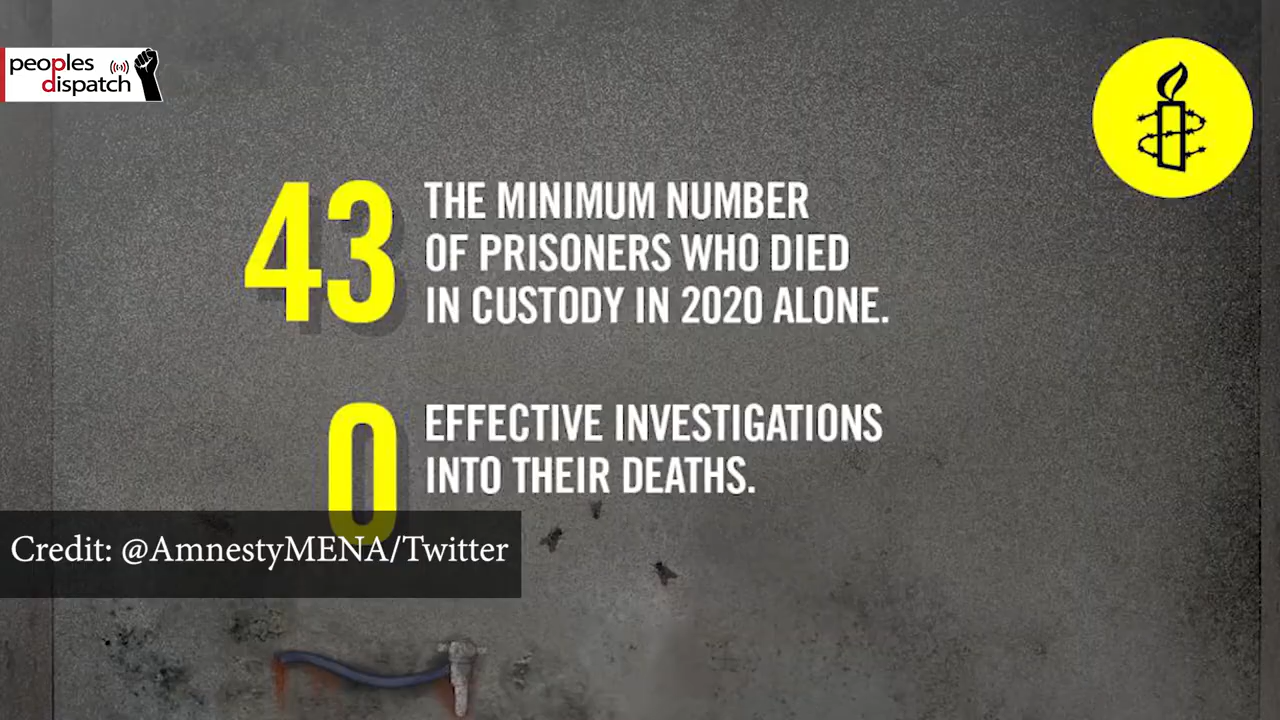 peoples
dispatch
43
THE MINIMUM NUMBER
OF PRISONERS WHO DIED
IN CUSTODY IN 2020 ALONE.
0
EFFECTIVE INVESTIGATIONS
INTO THEIR DEATHS.
Credit: @AmnestyMENA/Twitter